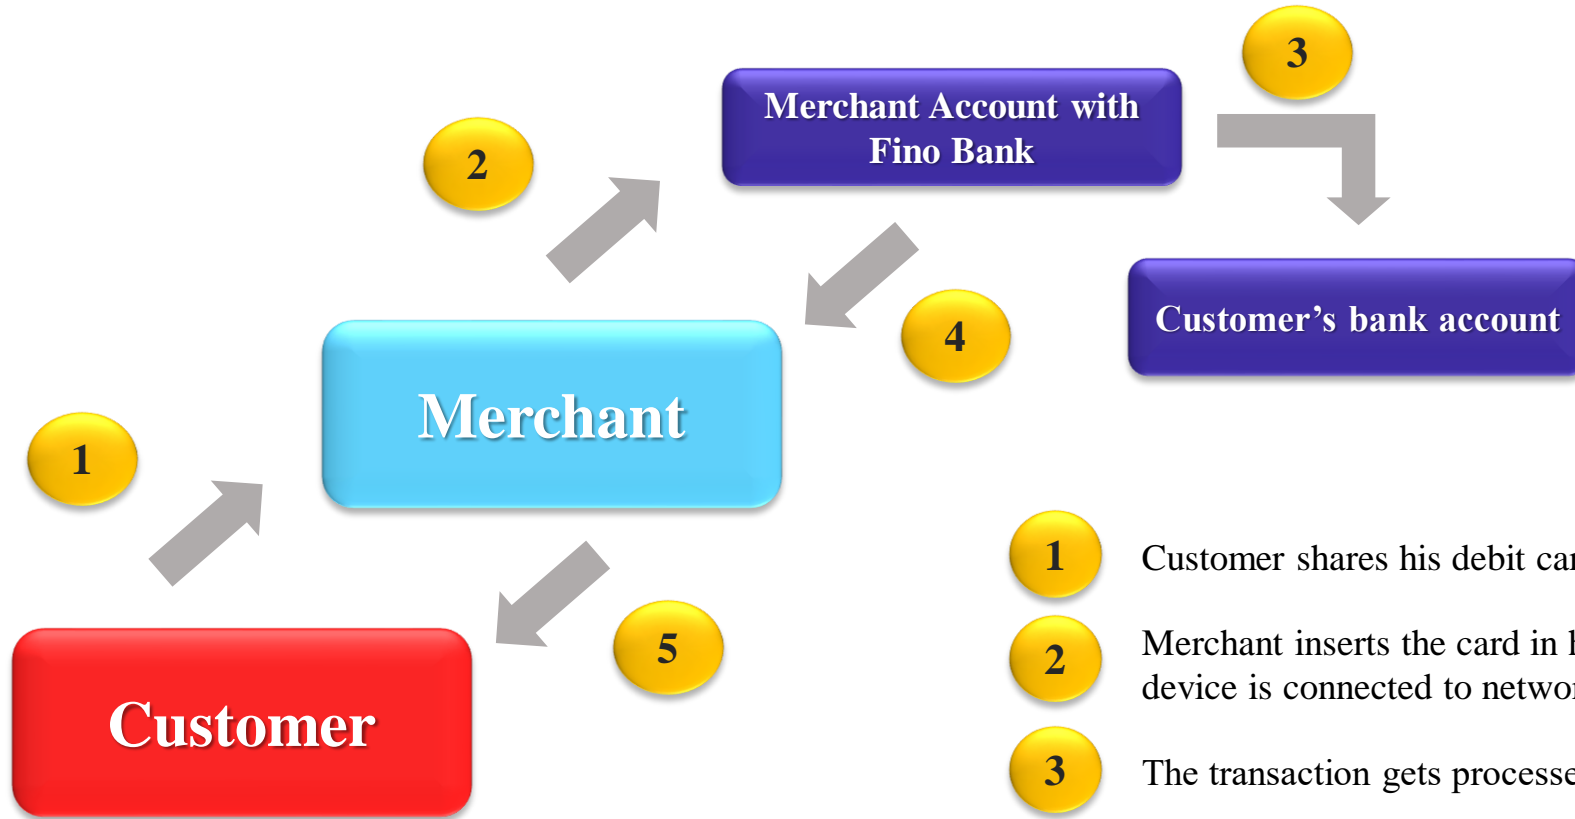 3
Merchant Account with
Fino Bank
2
Customer’s bank account
4
Merchant
1
5
Customer
1 Customer shares his debit
2 Merchant inserts the card in
device is connected to
3 The transaction gets